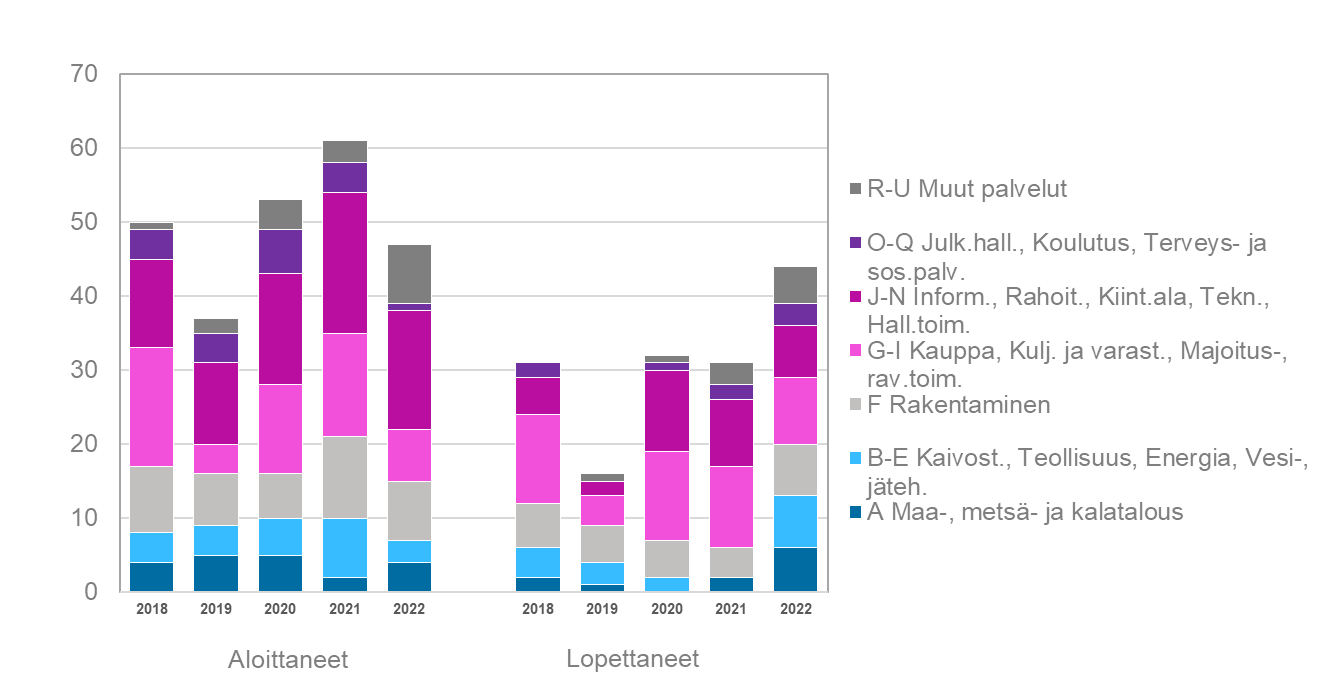 70
60
50
40
30
20
10
0
2018 2019 2020 2021 2022 2018 2019 2020 2021 2022
Aloittaneet Lopettaneet
R-U Muut palvelut
O-Q Julk.hall., Koulutus, Terveys- ja
sos.palv.
J-N Inform., Rahoit., Kiint.ala, Tekn.,
Hall.toim.
G-I Kauppa, Kulj. ja varast., Majoitus-,
rav.toim.
F Rakentaminen
B-E Kaivost., Teollisuus, Energia, Vesi-,
jäteh.
A Maa-, metsä- ja kalatalous